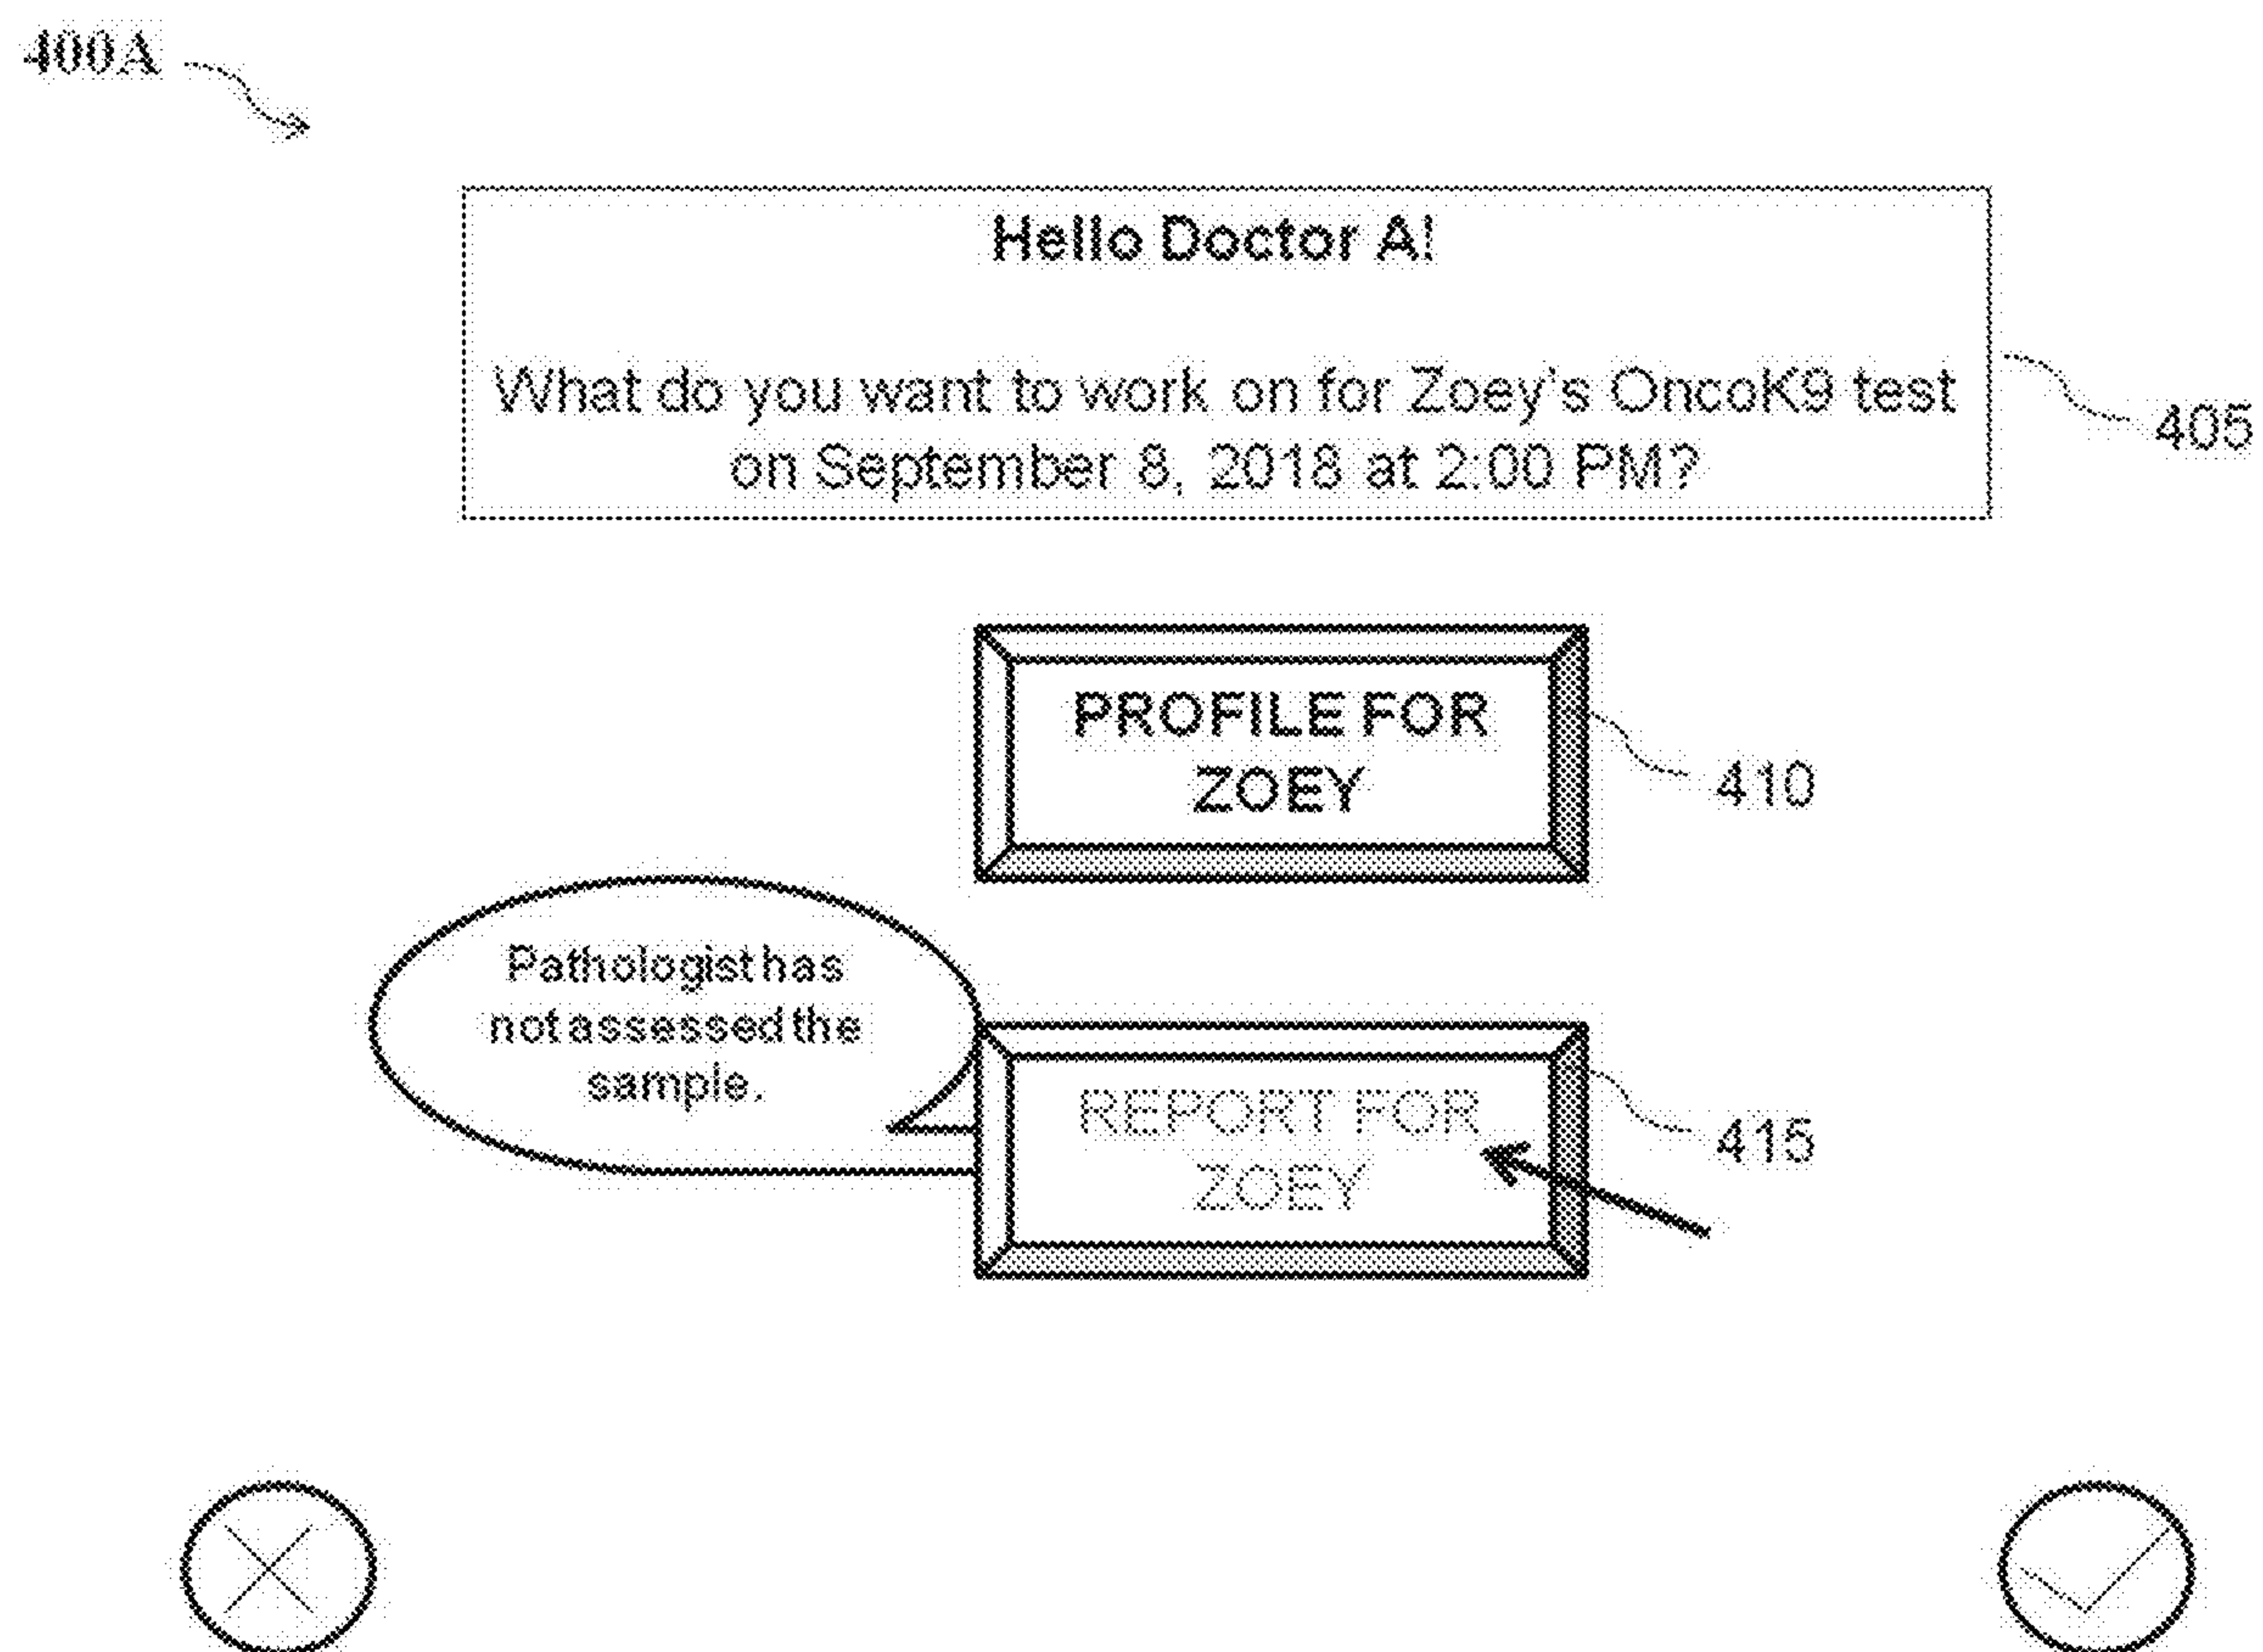 400A
Hello Doctor A!
What do you want to work on for Zoey's OncoK9 test
on September 8, 2018 at 2:00 PM?
405
PROFILE FOR
ZOEY
410
Pathologist has
not assessed the
sample.
REPORT FOR
ZOEY
415